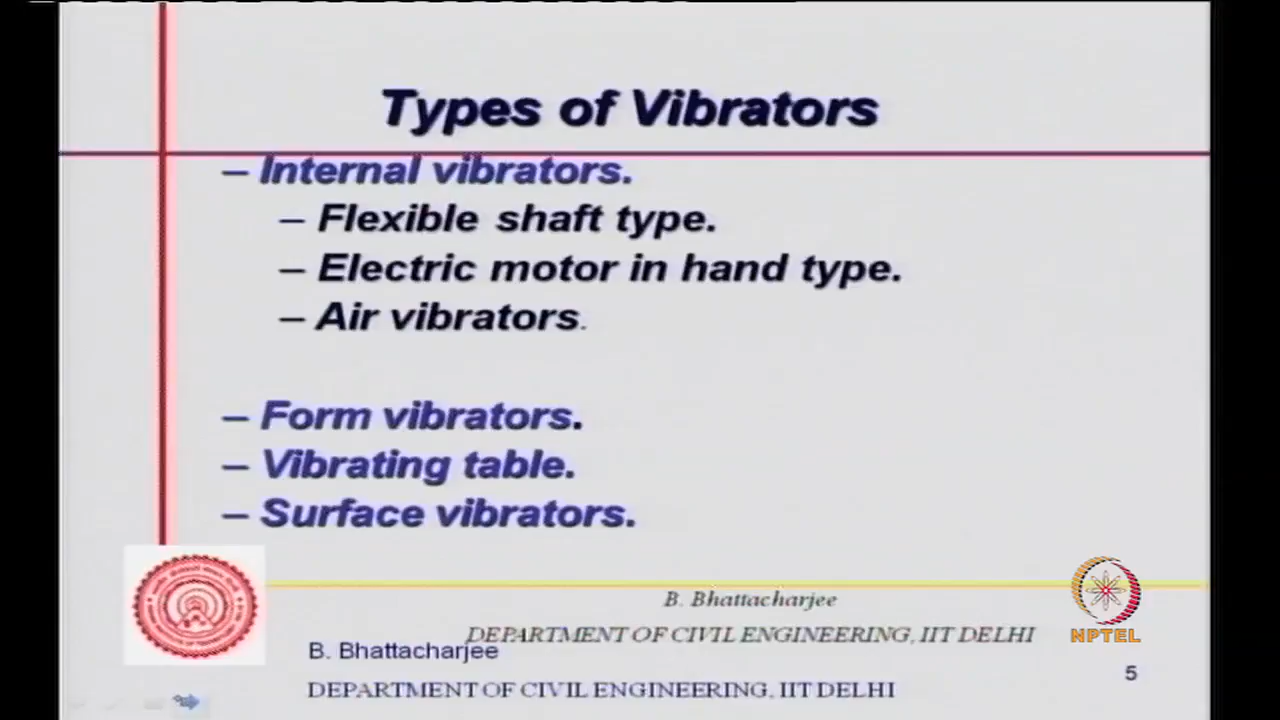 Types of Vibrators
– Internal vibrators.
– Flexible shaft type.
– Electric motor in hand type.
– Air vibrators.
– Form vibrators.
– Vibrating table.
– Surface vibrators.
B. Bhattacharjee
DEPARTMENT OF CIVIL ENGINEERING, IIT DELHI
B. Bhattacharjee
DEPARTMENT OF CIVIL ENGINEERING, IIT DELHI
NPTEL
5